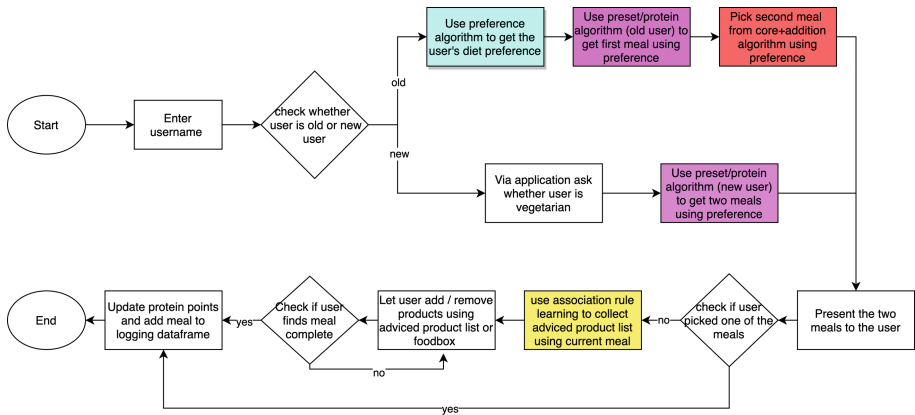 Start
Enter
username
check whether
user is old or new
user
old
new
Use preference
algorithm to get the
user's diet preference
Use preset/protein
algorithm (old user) to
get first meal using
preference
Pick second meal
from core+addition
algorithm using
preference
Via application ask
whether user is
vegetarian
Use preset/protein
algorithm (new user)
to get two meals
using preference
Present the two
meals to the user
check if user
picked one of the
meals
no
use association rule
learning to collect
adviced product list
using current meal
Let user add / remove
products using
adviced product list or
foodbox
Check if user
finds meal
complete
yes
no
Update protein points
and add meal to
logging dataframe
End
yes